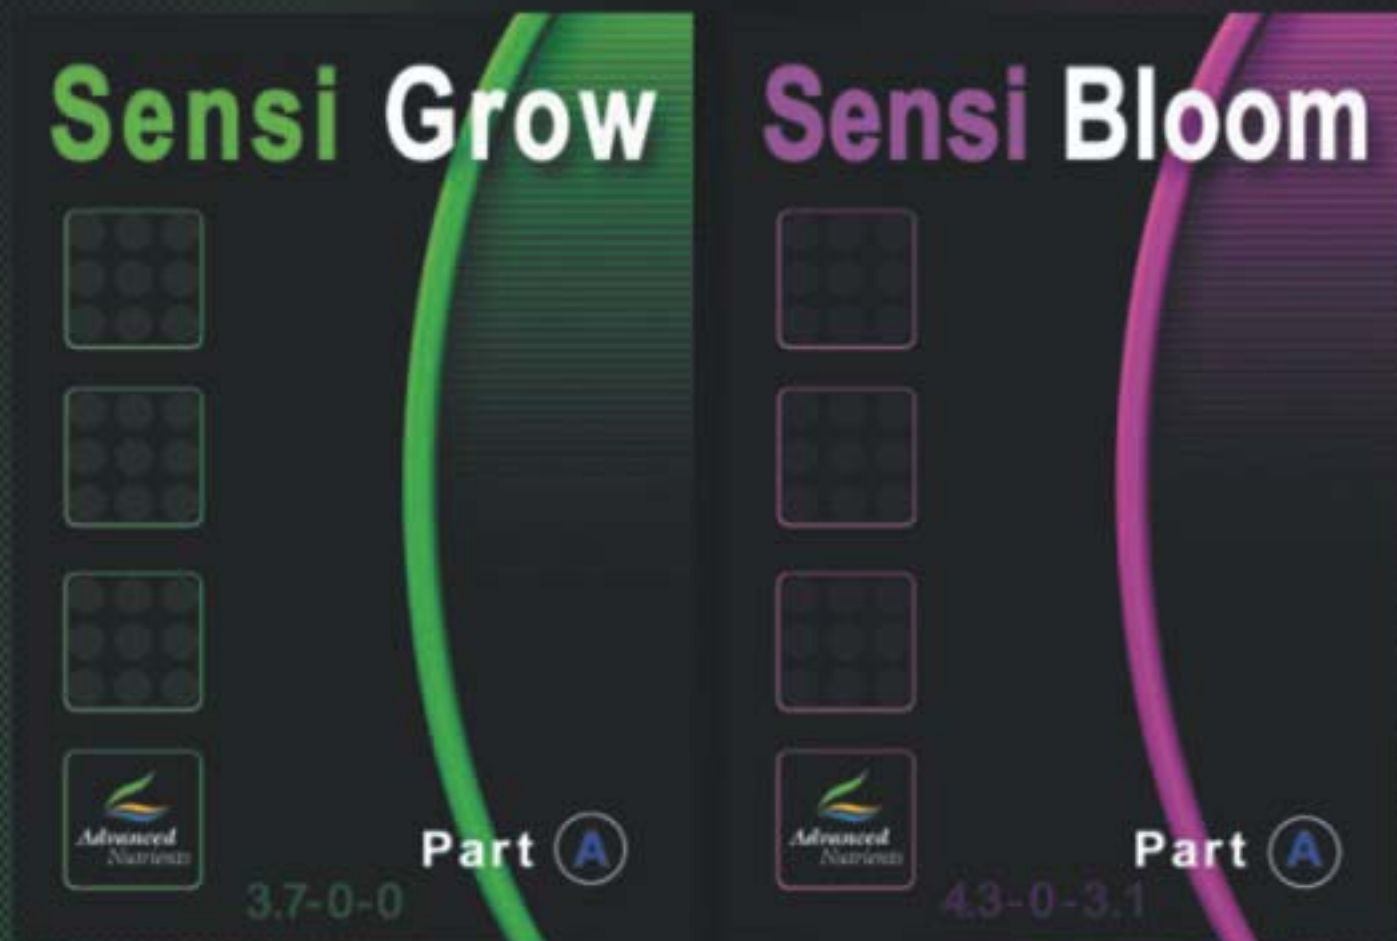 Sensi Grow
Advanced
Nutrients
Part A
3.7-0-0
Sensi Bloom
Advanced
Nutrients
Part A
4.3-0-3.1